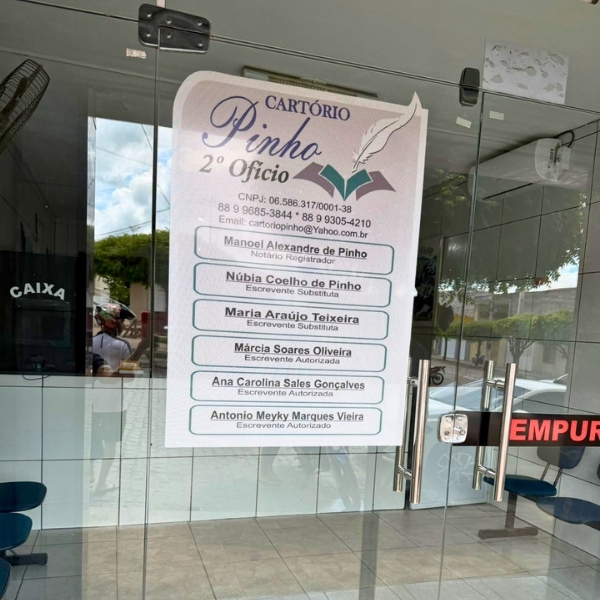 CARTÓRIO
Pinho
2º Ofício
CNPJ: 06.586.317/0001-38
88 9 9685-3844 * 88 9 9305-4210
Email: cartoriopinho@Yahoo.com.br
Manoel Alexandre de Pinho
Notário Registrador
Núbia Coelho de Pinho
Escrevente Substituta
Maria Araújo Teixeira
Escrevente Substituta
Márcia Soares Oliveira
Escrevente Autorizada
Ana Carolina Sales Gonçalves
Escrevente Autorizada
Antonio Meyky Marques Vieira
Escrevente Autorizado
CAIXA
EMPUR